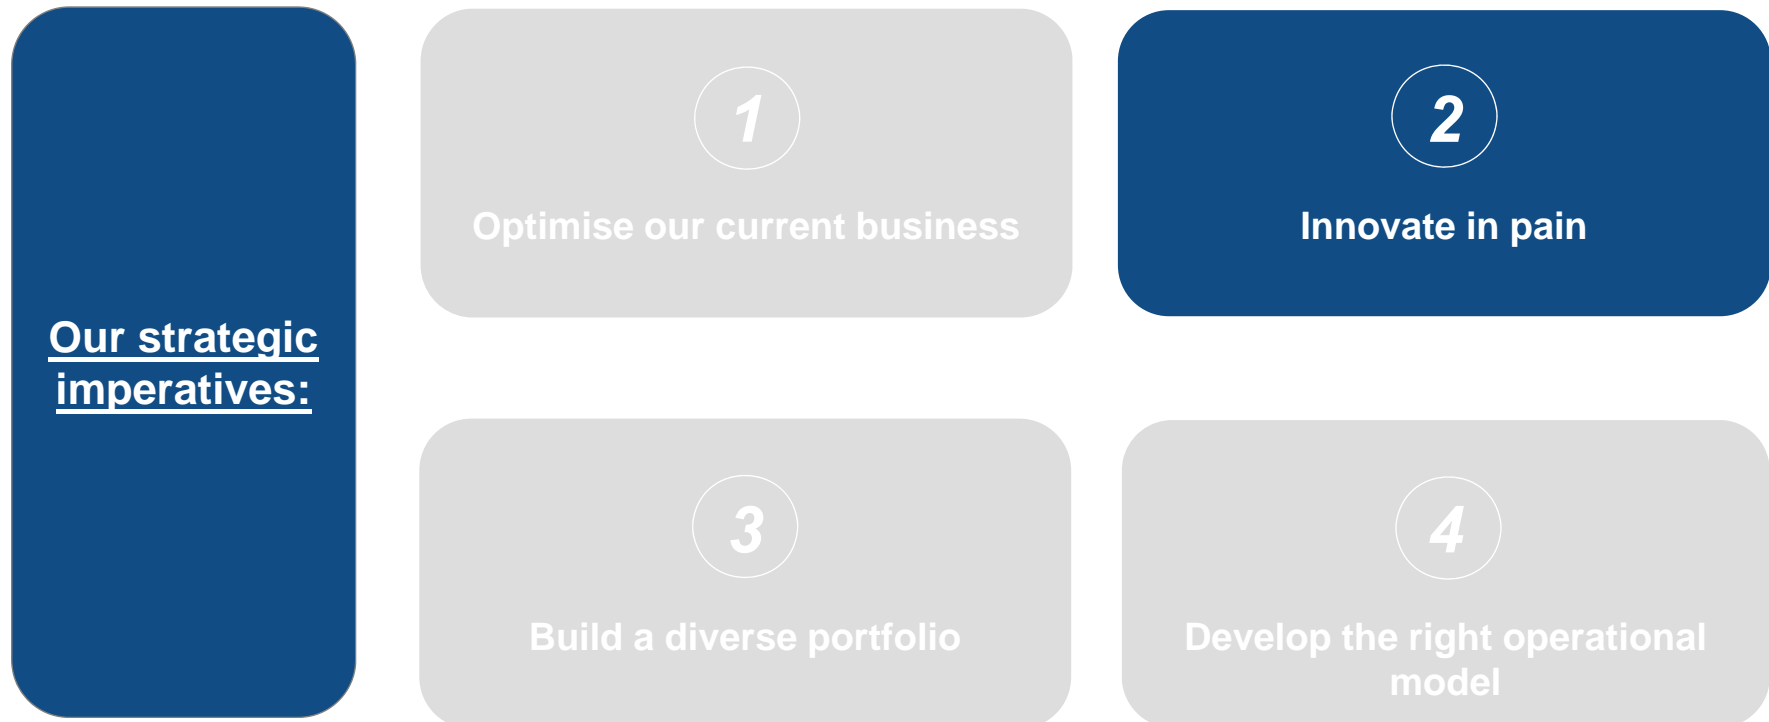 Our strategic
imperatives:
1
Optimise our current business
2
Innovate in pain
3
Build a diverse portfolio
4
Develop the right operational
model